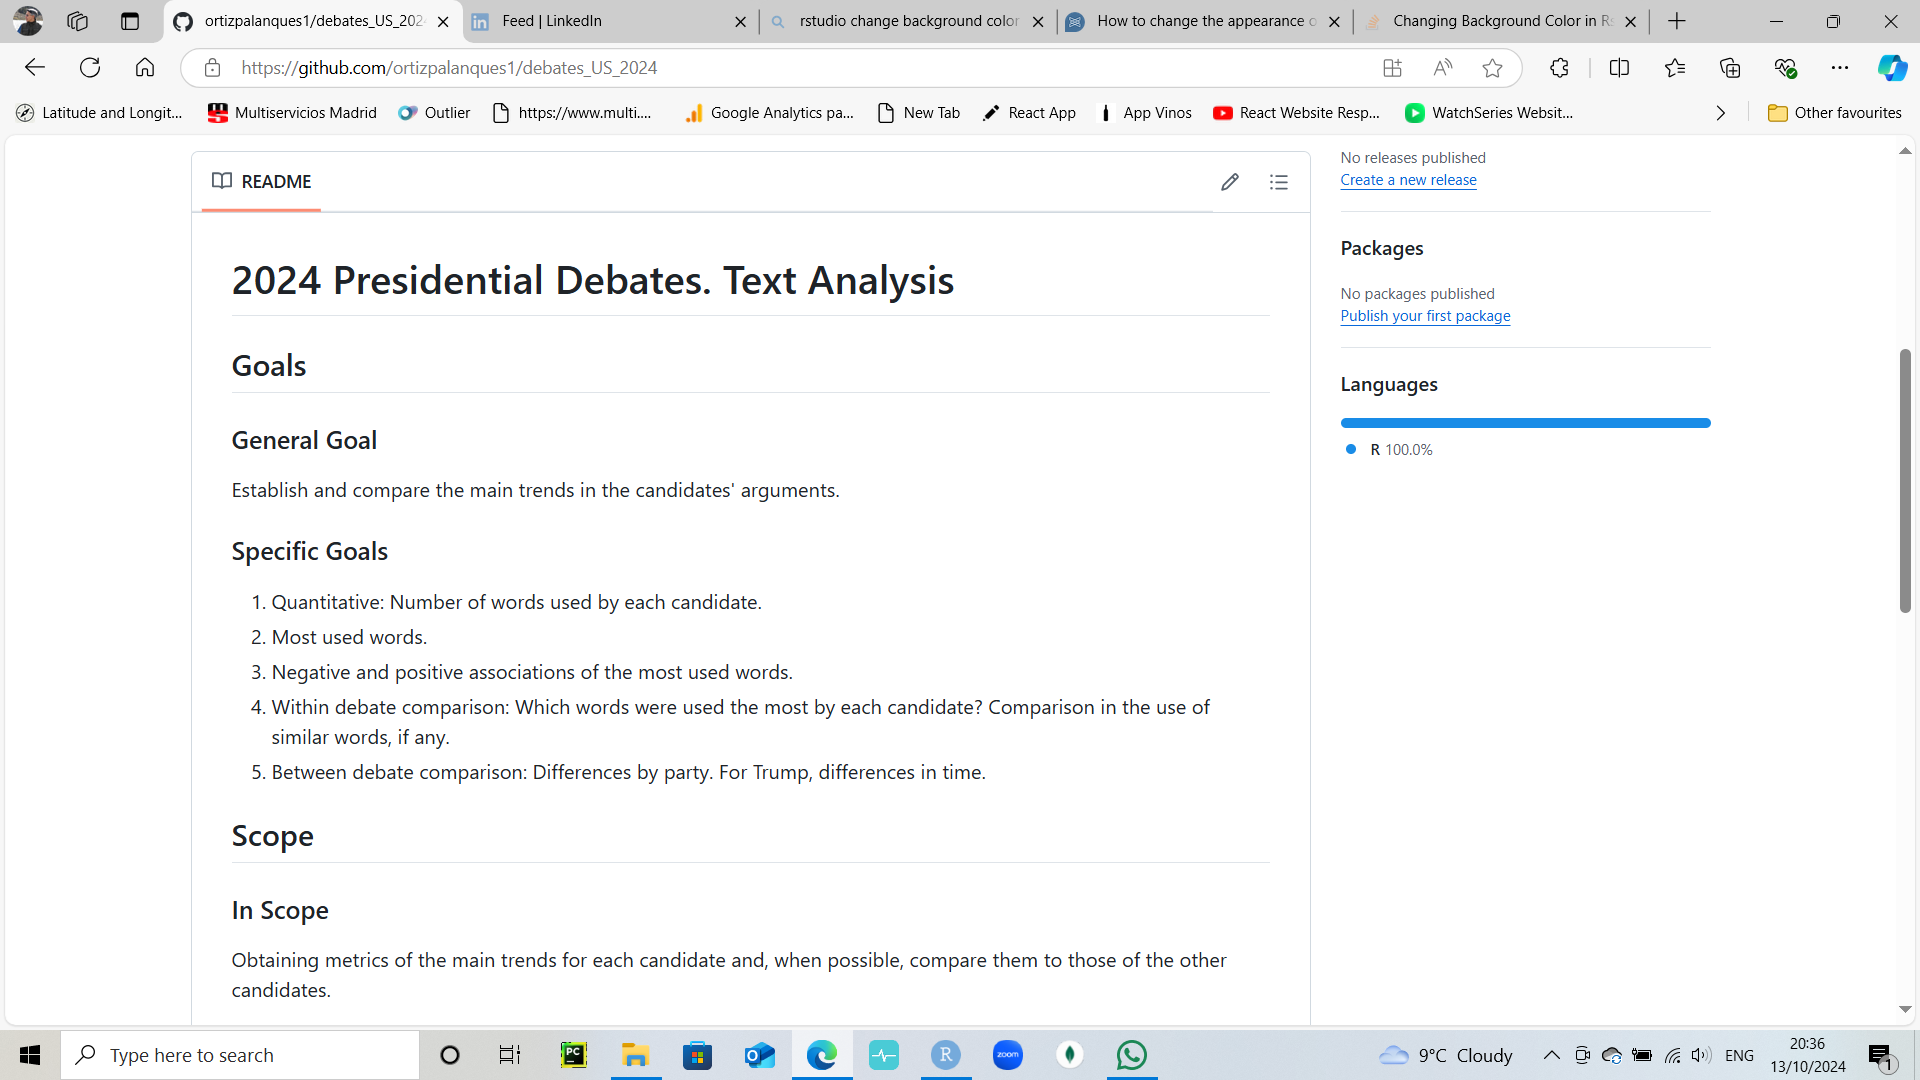 ortizpalanques1/debates_US_202
Feed | LinkedIn
rstudio change background color
How to change the appearance o
Changing Background Color in Rs
https://github.com/ortizpalanques1/debates_US_2024
Latitude and Longit...
Multiservicios Madrid
Outlier
https://www.multi....
Google Analytics pa...
New Tab
React App
App Vinos
React Website Resp...
WatchSeries Websit...
Other favourites
README
2024 Presidential Debates. Text Analysis
Goals
General Goal
Establish and compare the main trends in the candidates' arguments.
Specific Goals
1. Quantitative: Number of words used by each candidate.
2. Most used words.
3. Negative and positive associations of the most used words.
4. Within debate comparison: Which words were used the most by each candidate? Comparison in the use of
similar words, if any.
5. Between debate comparison: Differences by party. For Trump, differences in time.
Scope
In Scope
Obtaining metrics of the main trends for each candidate and, when possible, compare them to those of the other
candidates.
No releases published
Create a new release
Packages
No packages published
Publish your first package
Languages
R 100.0%
Type here to search
PC
R
zoom
9°C Cloudy
ENG
20:36
13/10/2024
1